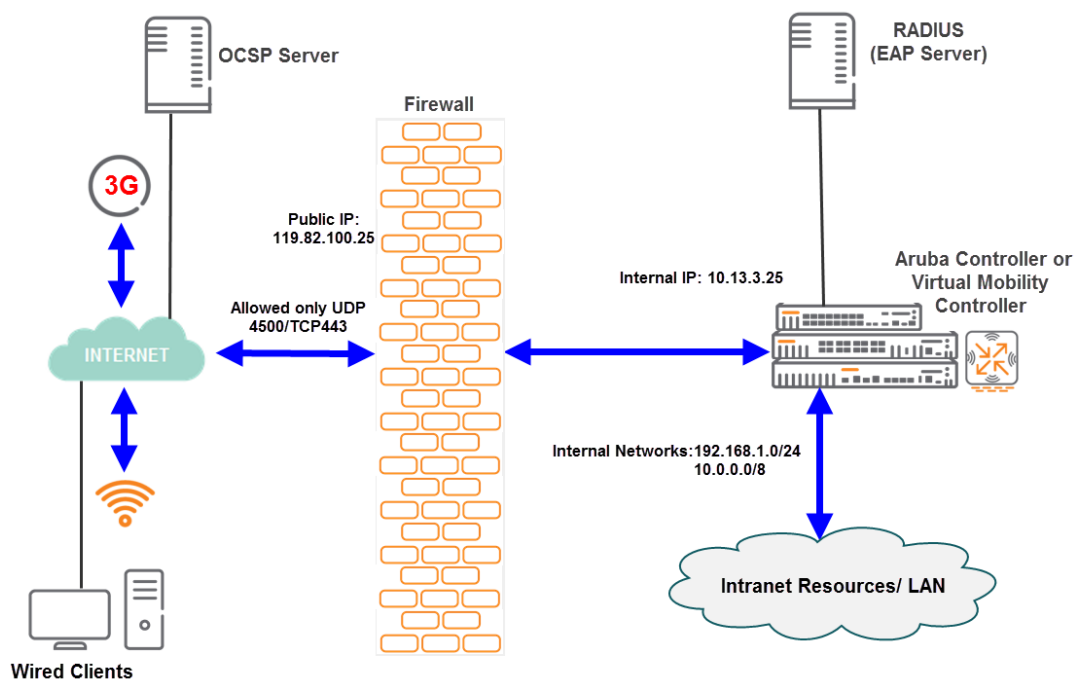 OCSP Server
RADIUS
(EAP Server)
Firewall
3G
Public IP:
119.82.100.25
Internal IP: 10.13.3.25
Aruba Controller or
Virtual Mobility
Controller
Allowed only UDP
4500/TCP443
INTERNET
Internal Networks:192.168.1.0/24
10.0.0.0/8
Intranet Resources/ LAN
Wired Clients